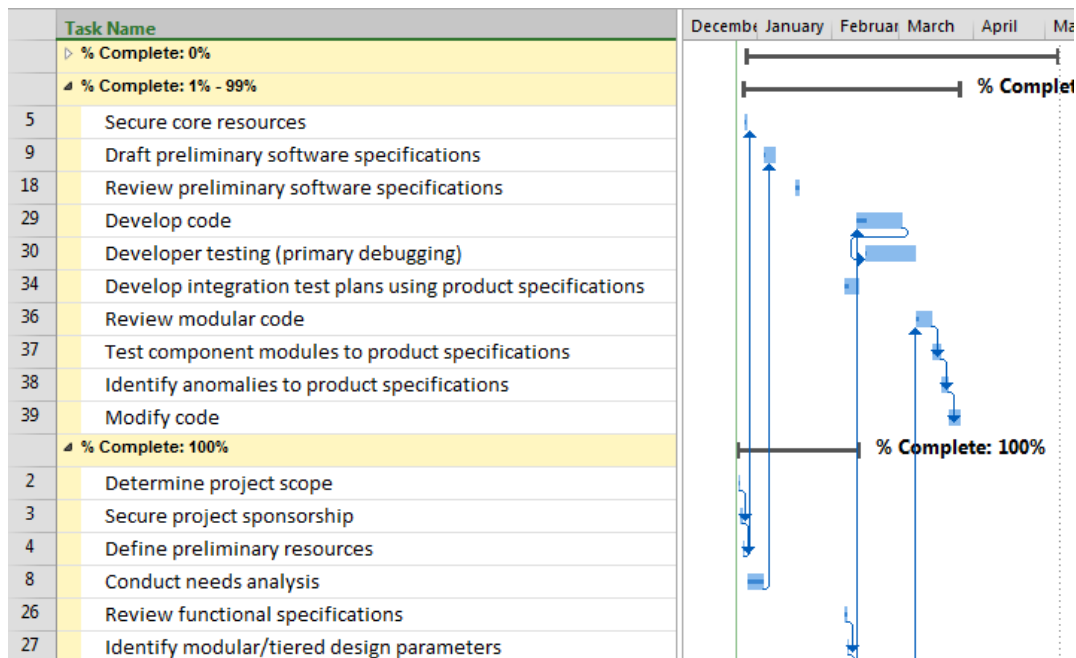 Task Name
Decembe January Februar March April Ma
% Complete: 0%
% Complete: 1% - 99%
% Complet
5 Secure core resources
9 Draft preliminary software specifications
18 Review preliminary software specifications
29 Develop code
30 Developer testing (primary debugging)
34 Develop integration test plans using product specifications
36 Review modular code
37 Test component modules to product specifications
38 Identify anomalies to product specifications
39 Modify code
% Complete: 100%
% Complete: 100%
2 Determine project scope
3 Secure project sponsorship
4 Define preliminary resources
8 Conduct needs analysis
26 Review functional specifications
27 Identify modular/tiered design parameters